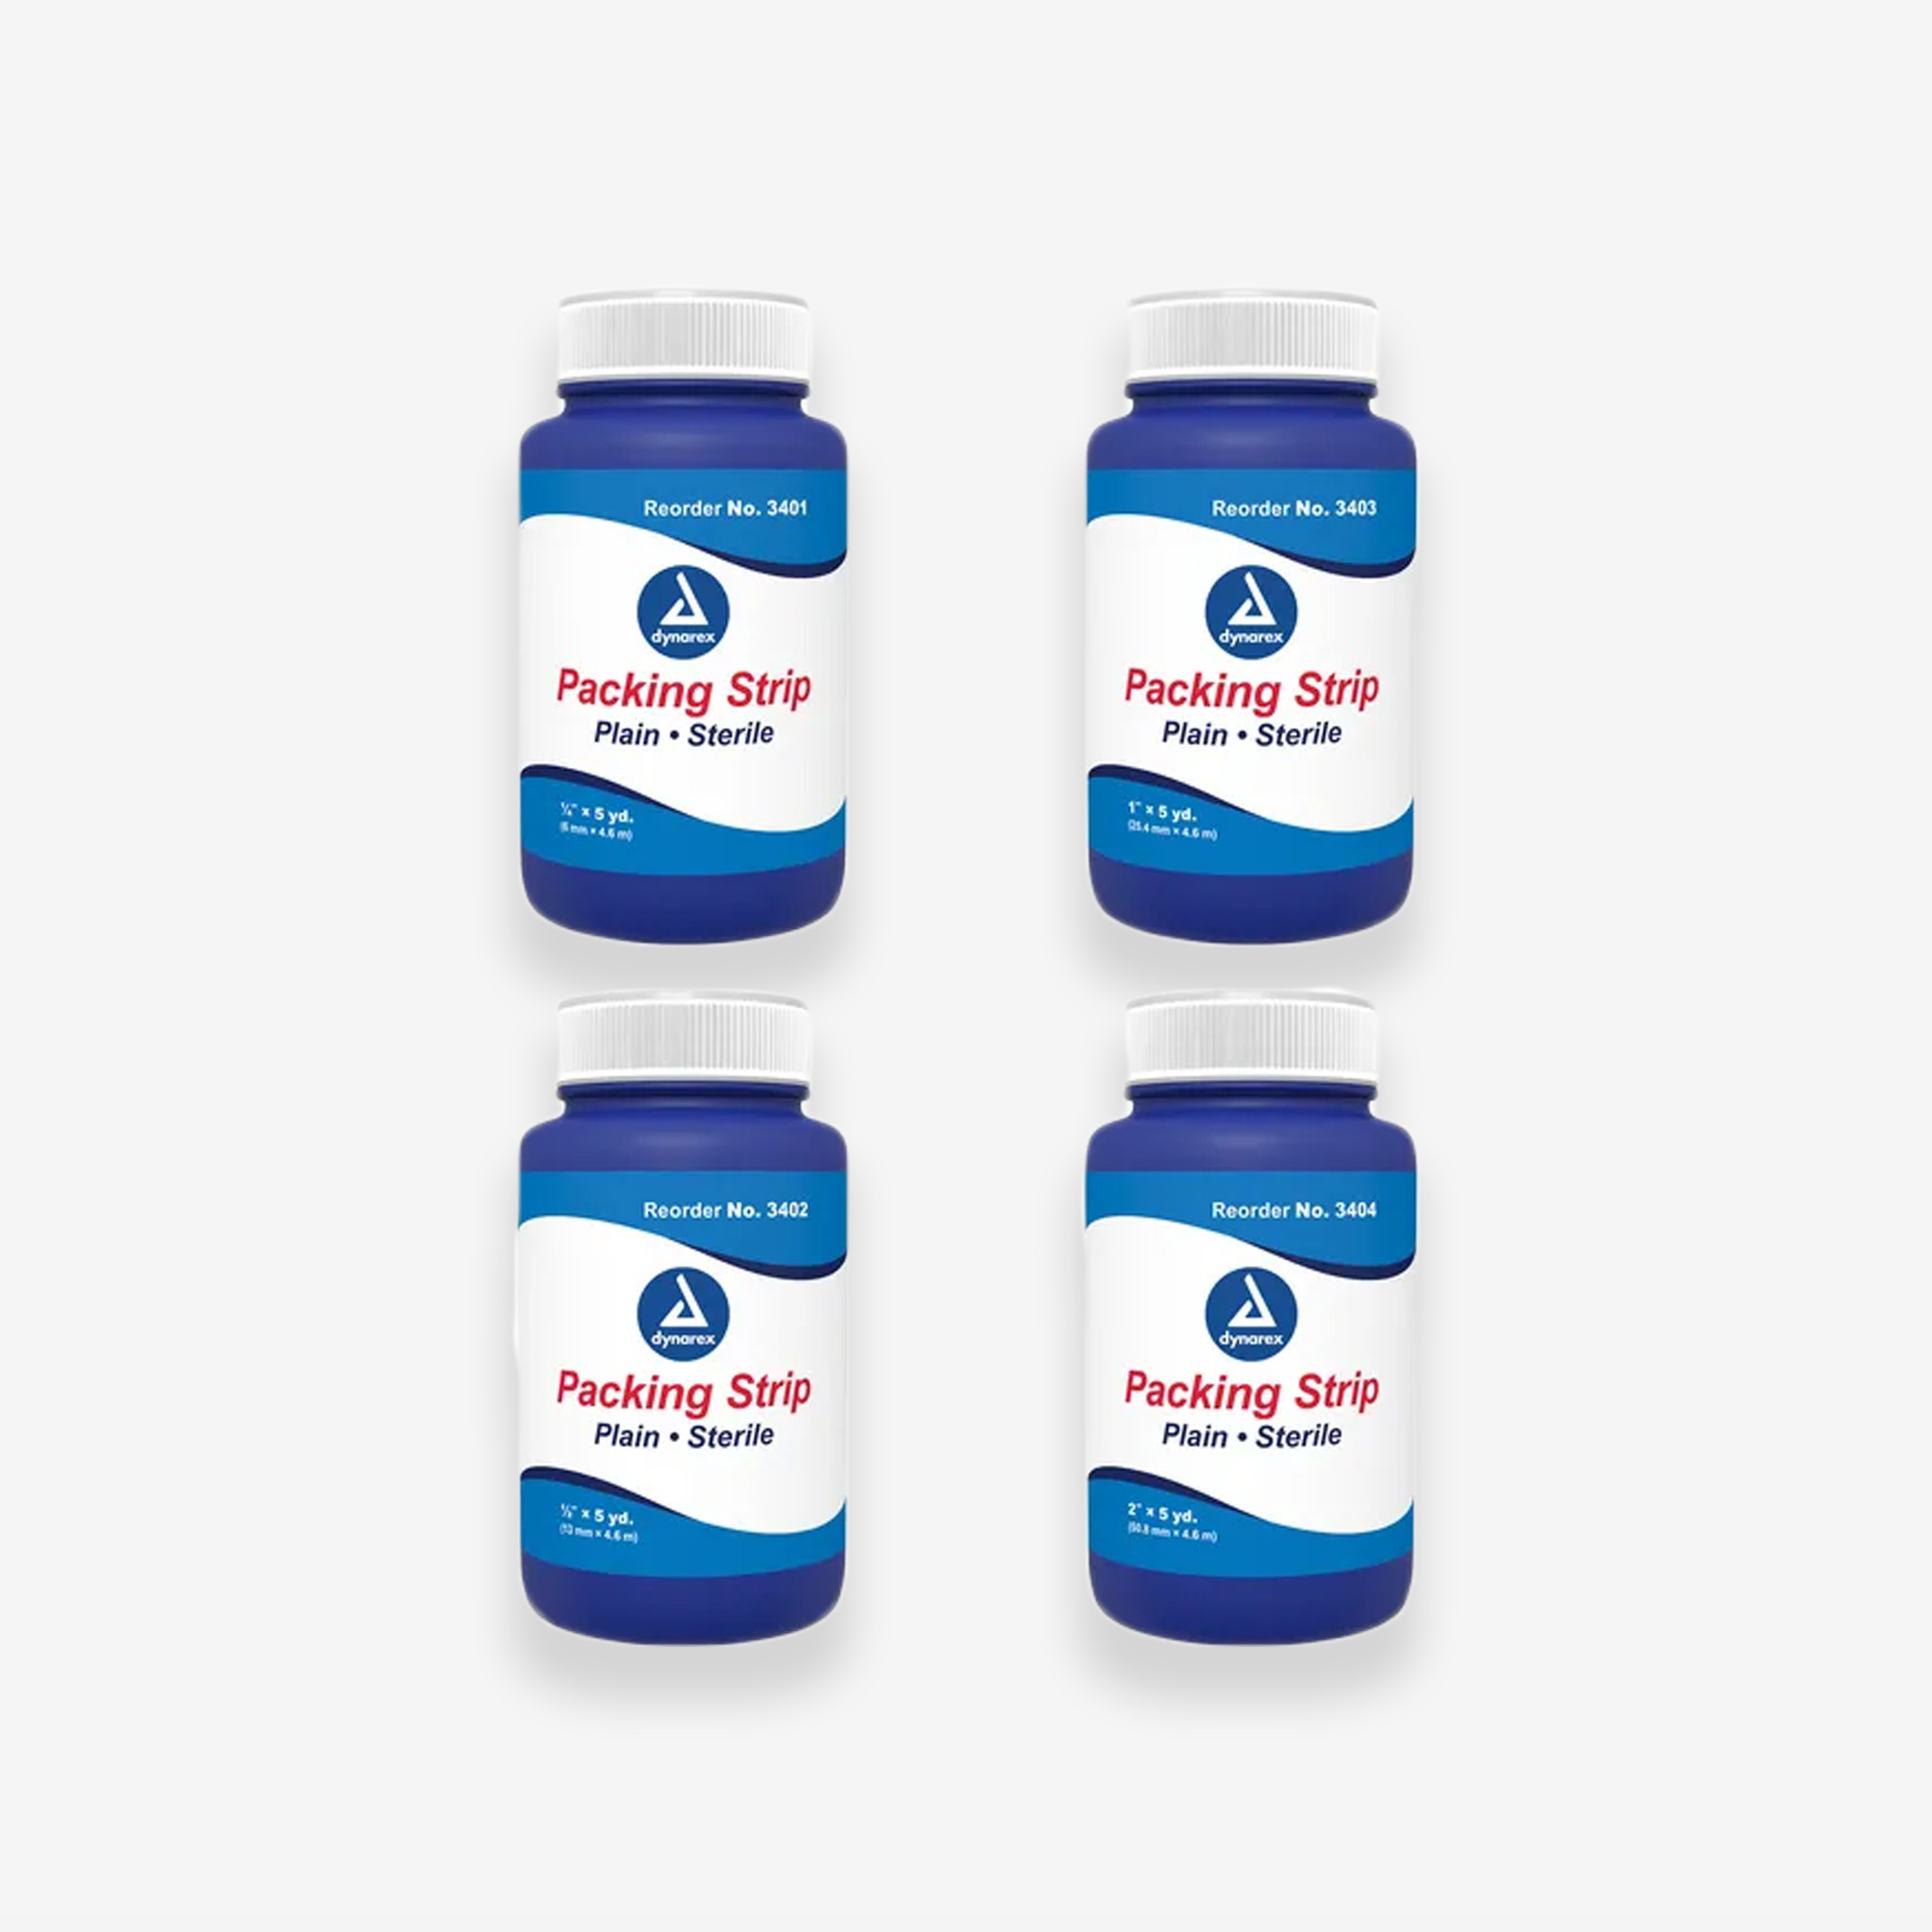 Reorder No. 3401
dynarex
Packing Strip
Plain • Sterile
¼" x 5 yd.
(6 mm × 4.6 m)
Reorder No. 3403
dynarex
Packing Strip
Plain • Sterile
1" x 5 yd.
(25.4 mm × 4.6 m)
Reorder No. 3402
dynarex
Packing Strip
Plain • Sterile
½" x 5 yd.
(13 mm × 4.6 m)
Reorder No. 3404
dynarex
Packing Strip
Plain • Sterile
2" x 5 yd.
(50.8 mm × 4.6 m)